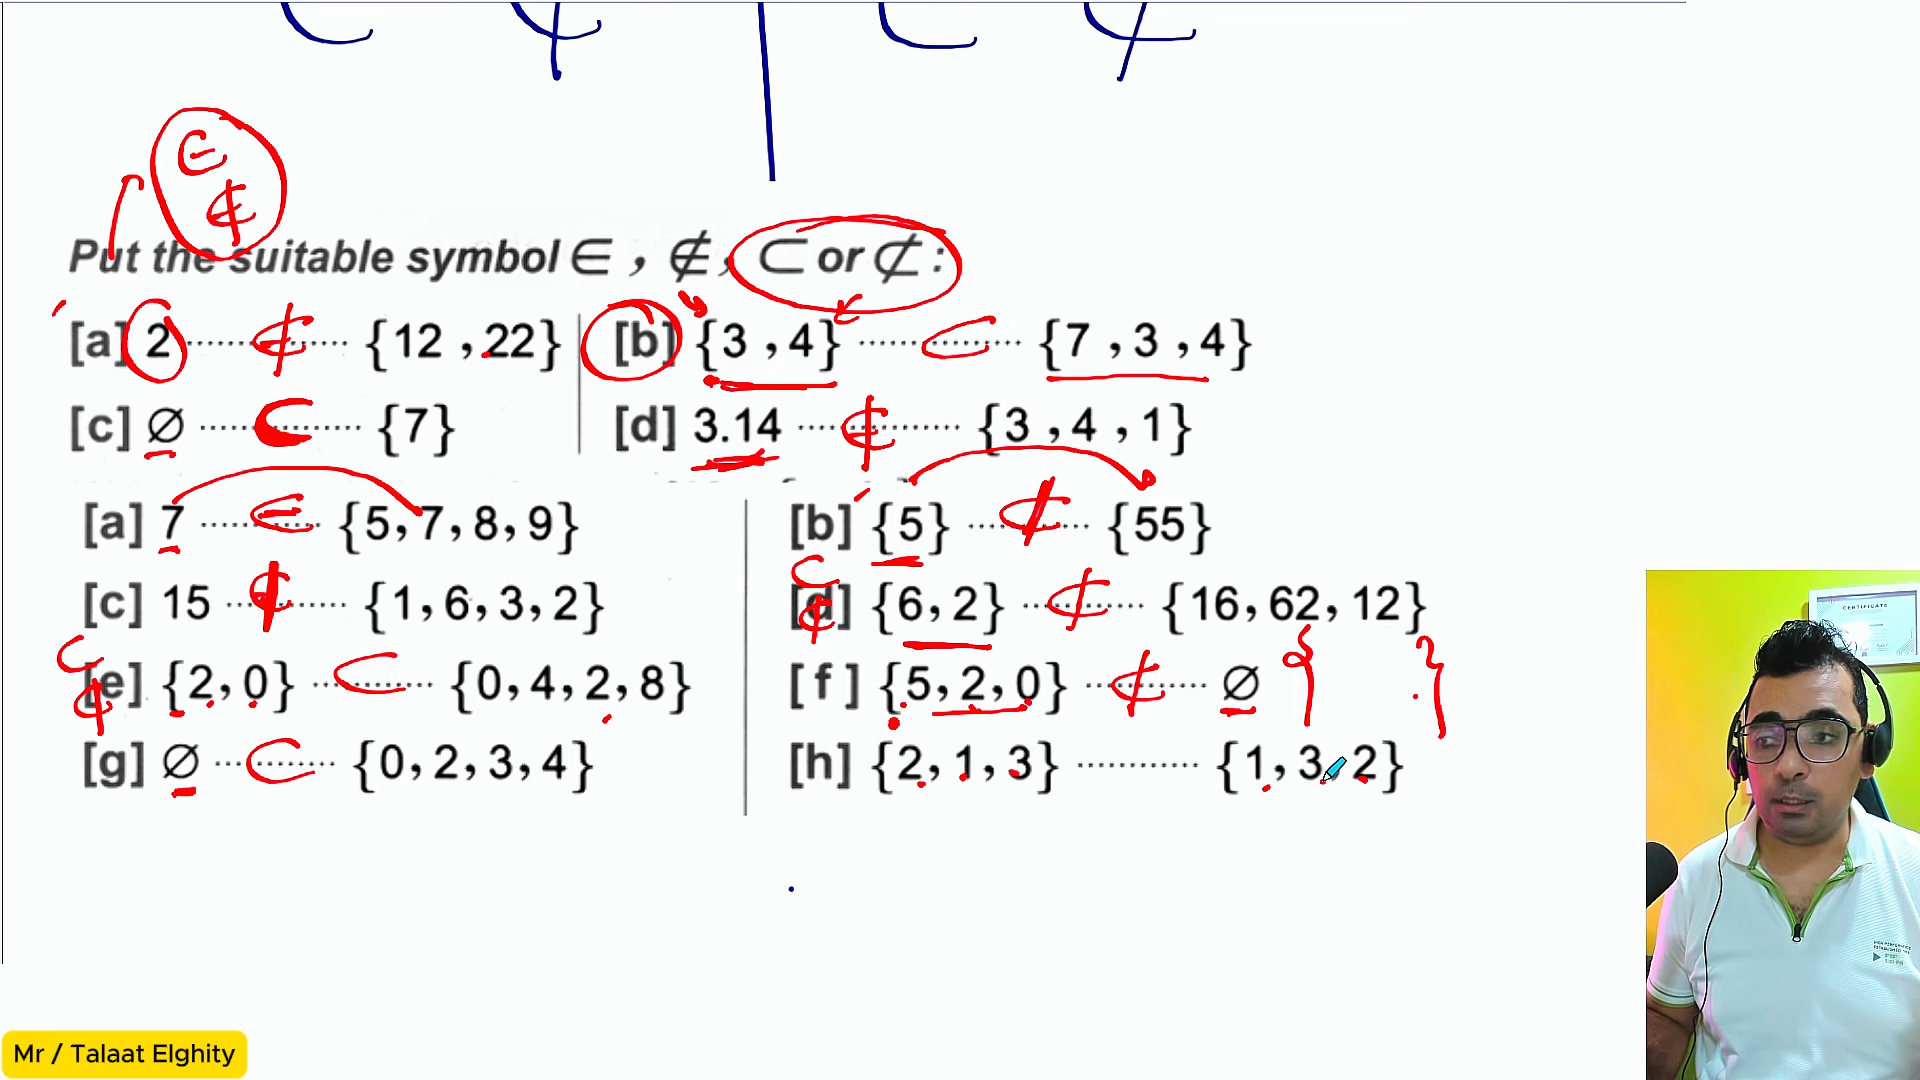 ⊂ ⊄ ⊂ ⊄
∈
∉
Put the suitable symbol ∈ , ∉, ⊂ or ⊄ :
[a] 2 ∉ {12 , 22}
[b] {3 , 4} ⊂ {7 , 3 , 4}
[c] ∅ ⊂ {7}
[d] 3.14 ∉ {3 , 4 , 1}
[a] 7 ∈ {5, 7, 8, 9}
[b] {5} ⊄ {55}
[c] 15 ∉ {1, 6, 3, 2}
⊂
⊄
[d] {6, 2} ⊄ {16, 62, 12}
⊂
⊄
[e] {2, 0} ⊂ {0, 4, 2, 8}
[f] {5, 2, 0} ⊄ ∅ { }
[g] ∅ ⊂ {0, 2, 3, 4}
[h] {2, 1, 3} ............ {1, 3, 2}
CERTIFICATE
Mr / Talaat Elghity